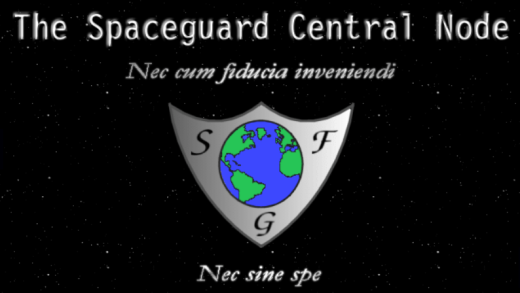 The Spaceguard Central Node
Nec cum fiducia inveniendi
S F
G
Nec sine spe